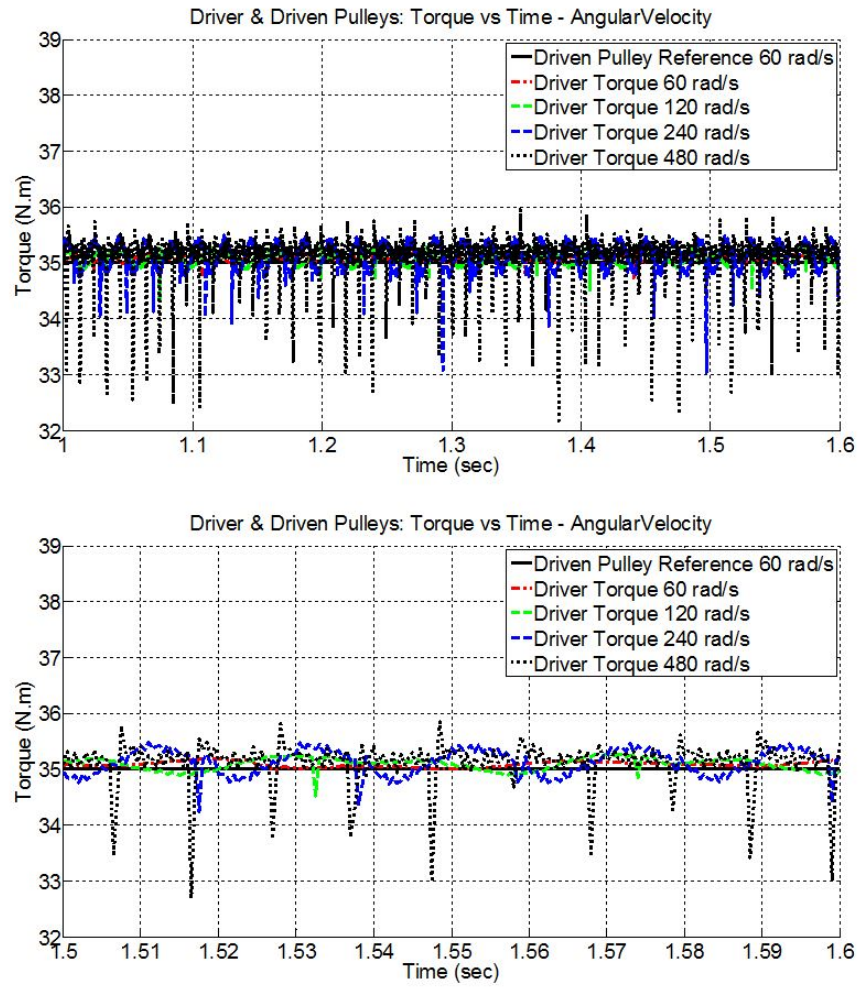 Driver & Driven Pulleys: Torque vs Time - AngularVelocity
39
38
37
36
35
34
33
32
Torque (N.m)
Driven Pulley Reference 60 rad/s
Driver Torque 60 rad/s
Driver Torque 120 rad/s
Driver Torque 240 rad/s
Driver Torque 480 rad/s
1 1.1 1.2 1.3 1.4 1.5 1.6
Time (sec)
Driver & Driven Pulleys: Torque vs Time - AngularVelocity
39
38
37
36
35
34
33
32
Torque (N.m)
Driven Pulley Reference 60 rad/s
Driver Torque 60 rad/s
Driver Torque 120 rad/s
Driver Torque 240 rad/s
Driver Torque 480 rad/s
1.5 1.51 1.52 1.53 1.54 1.55 1.56 1.57 1.58 1.59 1.6
Time (sec)